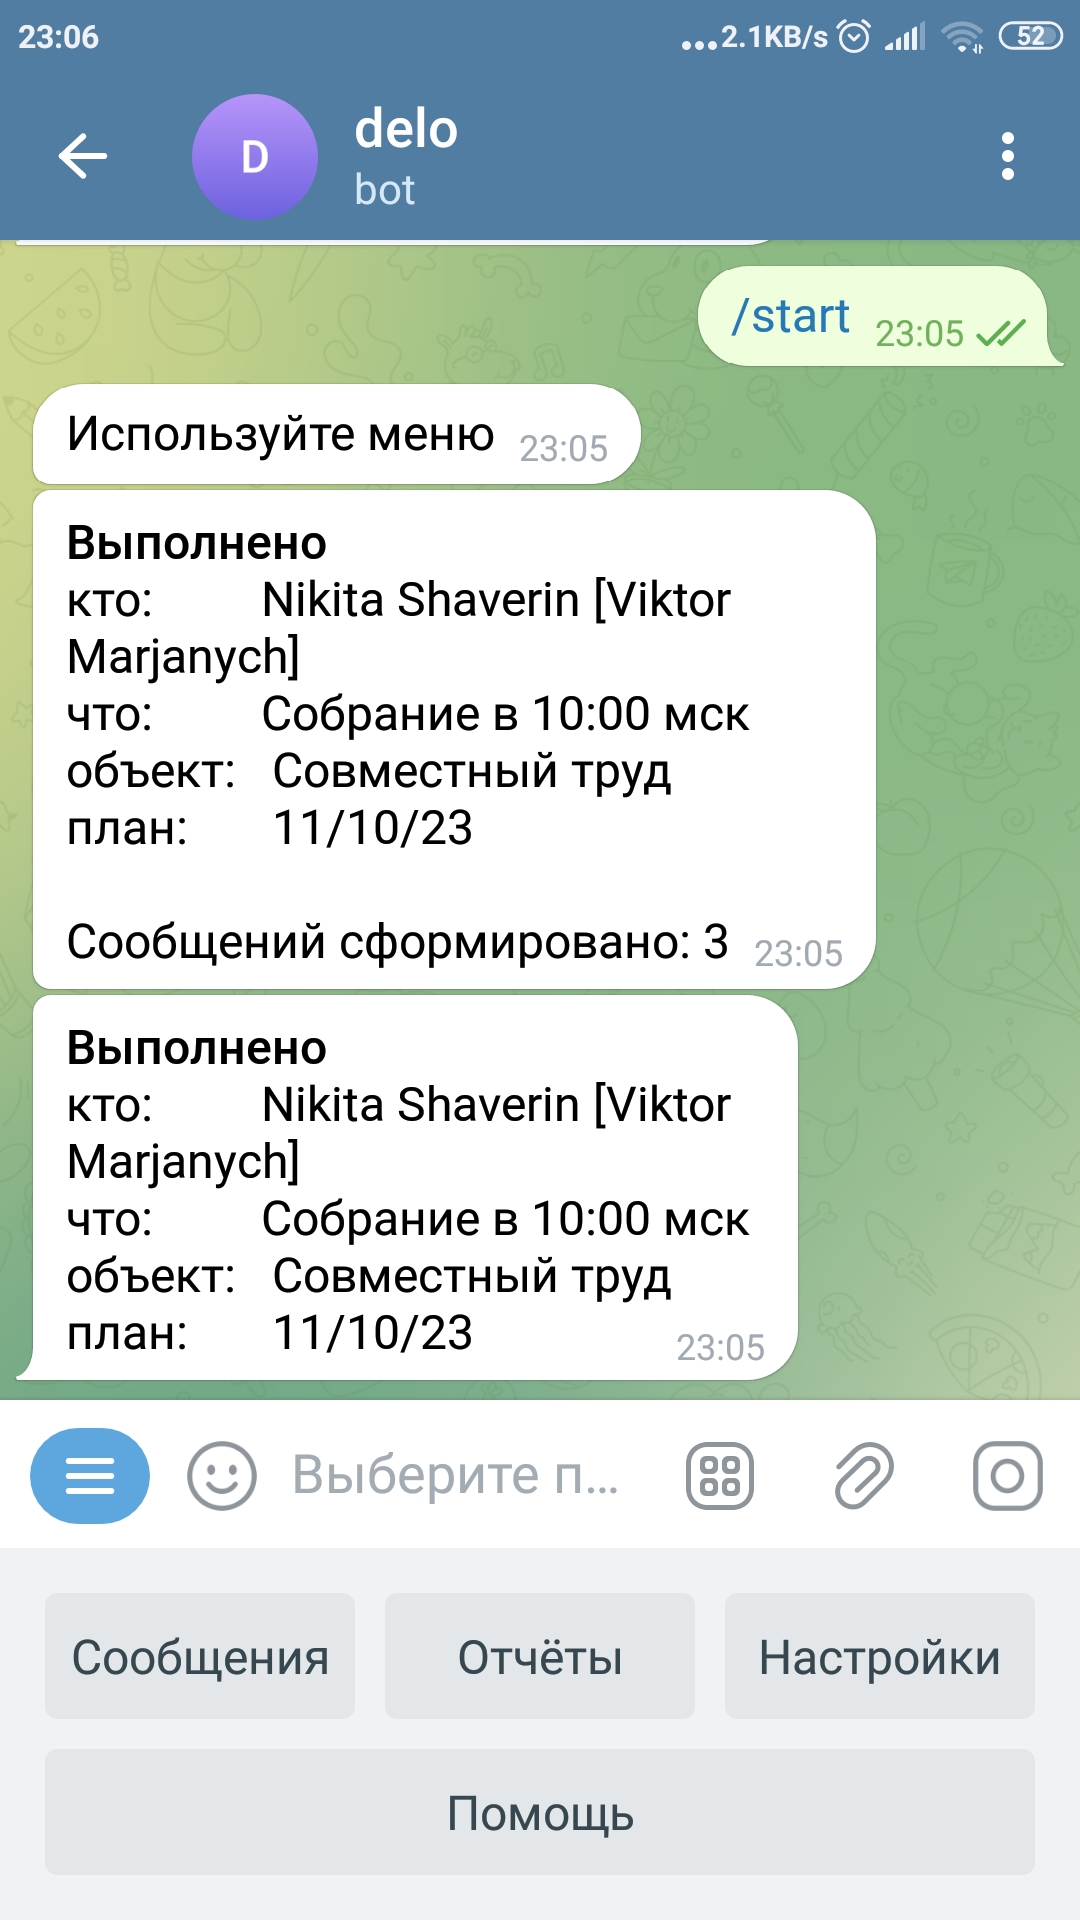 23:06
...2.1KB/s 52
D
delo
bot
/start 23:05
Используйте меню 23:05
Выполнено
кто: Nikita Shaverin [Viktor
Marjanych]
что: Собрание в 10:00 мск
объект: Совместный труд
план: 11/10/23
Сообщений сформировано: 3 23:05
Выполнено
кто: Nikita Shaverin [Viktor
Marjanych]
что: Собрание в 10:00 мск
объект: Совместный труд
план: 11/10/23 23:05
Выберите п...
Сообщения Отчёты Настройки
Помощь